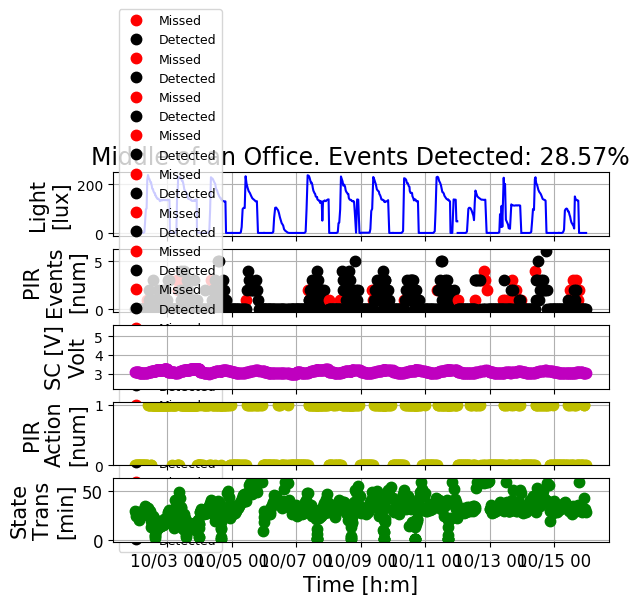 Missed
Detected
Missed
Detected
Missed
Detected
Missed
Detected
Missed
Detected
Missed
Detected
Missed
Detected
Missed
Detected
Detected
Detected
Middle of an Office. Events Detected: 28.57%
Light
[lux]
200
0
PIR
Events
[num]
5
0
SC [V]
Volt
5
4
3
PIR
Action
[num]
1
0
State
Trans
[min]
50
0
10/03 00
10/05 00
10/07 00
10/09 00
10/11 00
10/13 00
10/15 00
Time [h:m]